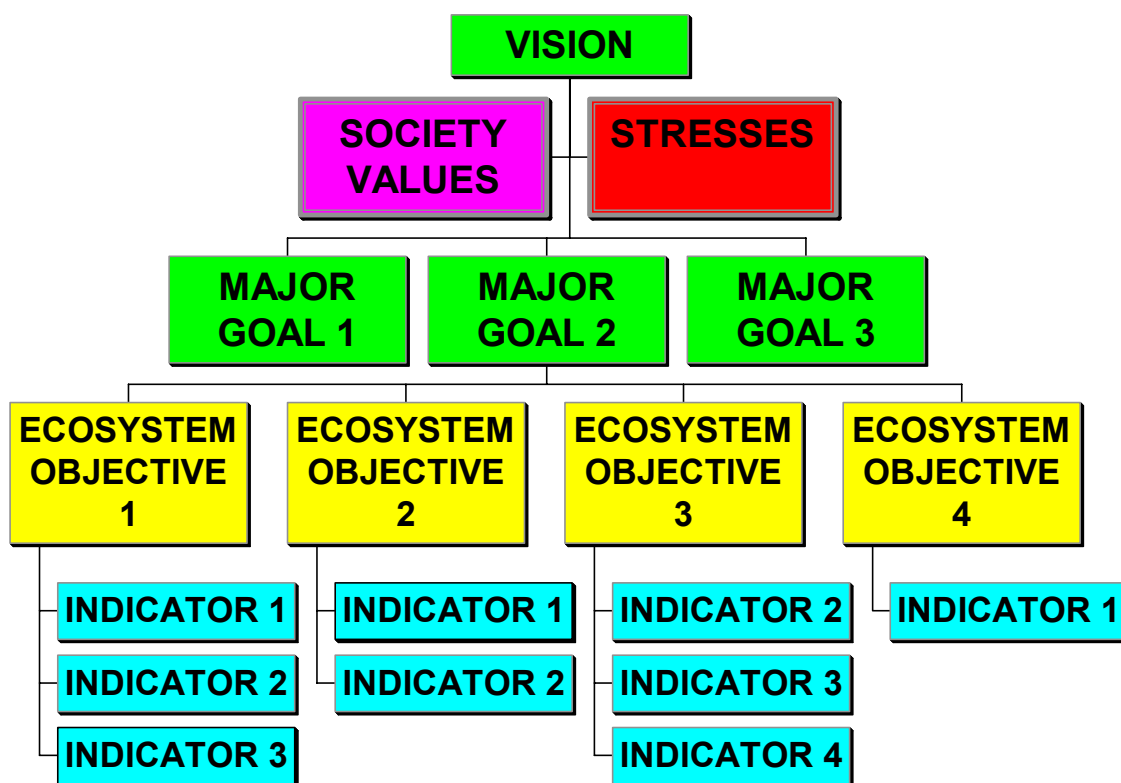 VISION
SOCIETY
VALUES
STRESSES
MAJOR
GOAL 1
MAJOR
GOAL 2
MAJOR
GOAL 3
ECOSYSTEM
OBJECTIVE
1
ECOSYSTEM
OBJECTIVE
2
ECOSYSTEM
OBJECTIVE
3
ECOSYSTEM
OBJECTIVE
4
INDICATOR 1
INDICATOR 2
INDICATOR 3
INDICATOR 1
INDICATOR 2
INDICATOR 2
INDICATOR 3
INDICATOR 4
INDICATOR 1